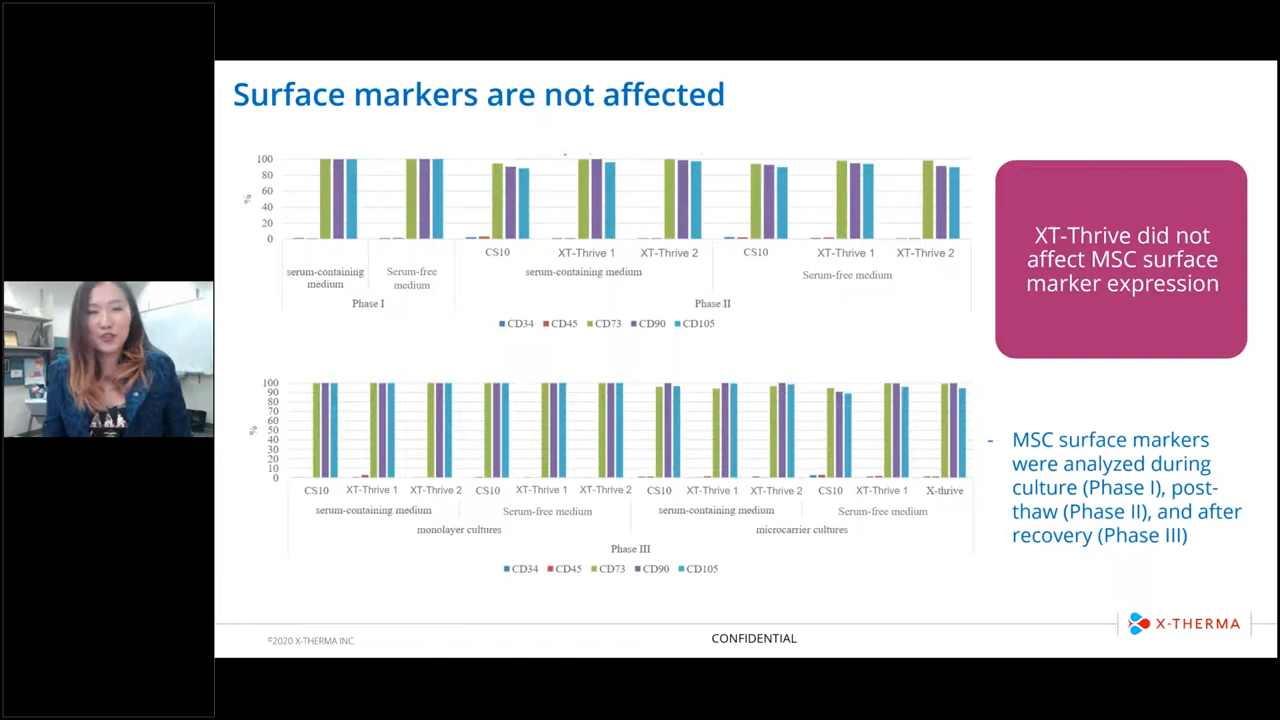 Surface markers are not affected
100
80
60
40
20
0
%
CS10 XT-Thrive 1 XT-Thrive 2 CS10 XT-Thrive 1 XT-Thrive 2
serum-containing medium
Serum-free medium
serum-containing medium
Serum-free medium
Phase I
Phase II
CD34 CD45 CD73 CD90 CD105
XT-Thrive did not
affect MSC surface
marker expression
100
90
80
70
60
50
40
30
20
10
0
%
CS10 XT-Thrive 1 XT-Thrive 2 CS10 XT-Thrive 1 XT-Thrive 2 CS10 XT-Thrive 1 XT-Thrive 2 CS10 XT-Thrive 1 X-thrive
serum-containing medium Serum-free medium serum-containing medium Serum-free medium
monolayer cultures microcarrier cultures
Phase III
CD34 CD45 CD73 CD90 CD105
- MSC surface markers
were analyzed during
culture (Phase I), post-
thaw (Phase II), and after
recovery (Phase III)
©2020 X-THERMA INC.
CONFIDENTIAL
X-THERMA